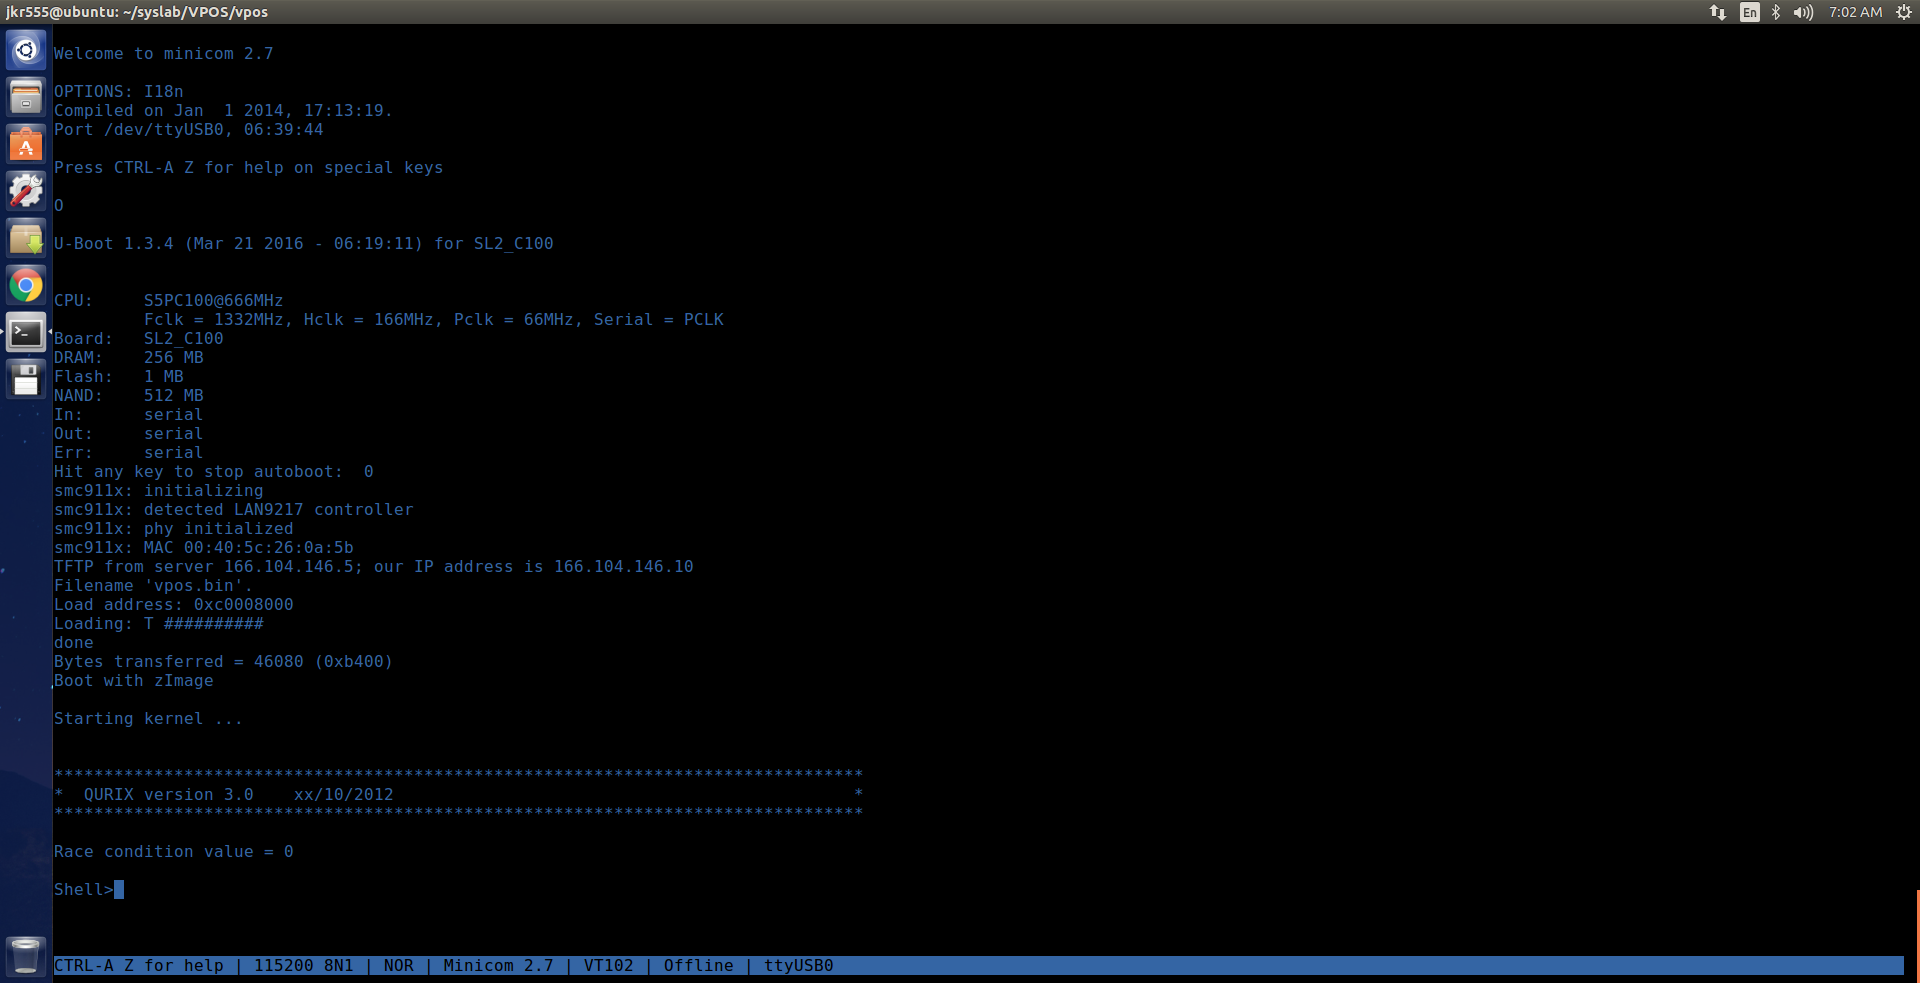 jkr555@ubuntu: ~/syslab/VPOS/vpos
En
7:02 AM
Welcome to minicom 2.7
OPTIONS: I18n
Compiled on Jan  1 2014, 17:13:19.
Port /dev/ttyUSB0, 06:39:44
Press CTRL-A Z for help on special keys
O
U-Boot 1.3.4 (Mar 21 2016 - 06:19:11) for SL2_C100
CPU:     S5PC100@666MHz
         Fclk = 1332MHz, Hclk = 166MHz, Pclk = 66MHz, Serial = PCLK
Board:   SL2_C100
DRAM:    256 MB
Flash:   1 MB
NAND:    512 MB
In:      serial
Out:     serial
Err:     serial
Hit any key to stop autoboot:  0
smc911x: initializing
smc911x: detected LAN9217 controller
smc911x: phy initialized
smc911x: MAC 00:40:5c:26:0a:5b
TFTP from server 166.104.146.5; our IP address is 166.104.146.10
Filename 'vpos.bin'.
Load address: 0xc0008000
Loading: T ##########
done
Bytes transferred = 46080 (0xb400)
Boot with zImage
Starting kernel ...
*********************************************************************************
*  QURIX version 3.0    xx/10/2012                                              *
*********************************************************************************
Race condition value = 0
Shell>
CTRL-A Z for help | 115200 8N1 | NOR | Minicom 2.7 | VT102 | Offline | ttyUSB0